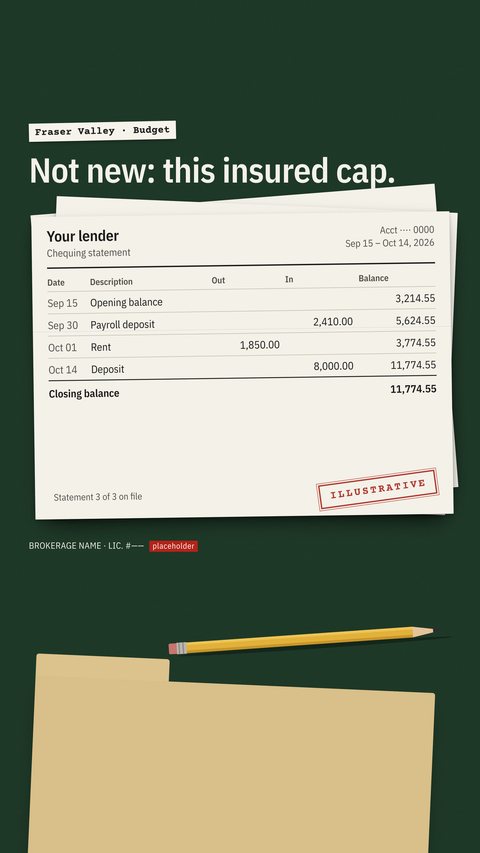 Fraser Valley · Budget
Not new: this insured cap.
Your lender
Chequing statement
Acct ···· 0000
Sep 15 – Oct 14, 2026
Date Description Out In Balance
Sep 15 Opening balance 3,214.55
Sep 30 Payroll deposit 2,410.00 5,624.55
Oct 01 Rent 1,850.00 3,774.55
Oct 14 Deposit 8,000.00 11,774.55
Closing balance 11,774.55
Statement 3 of 3 on file
ILLUSTRATIVE
BROKERAGE NAME · LIC. #–– placeholder